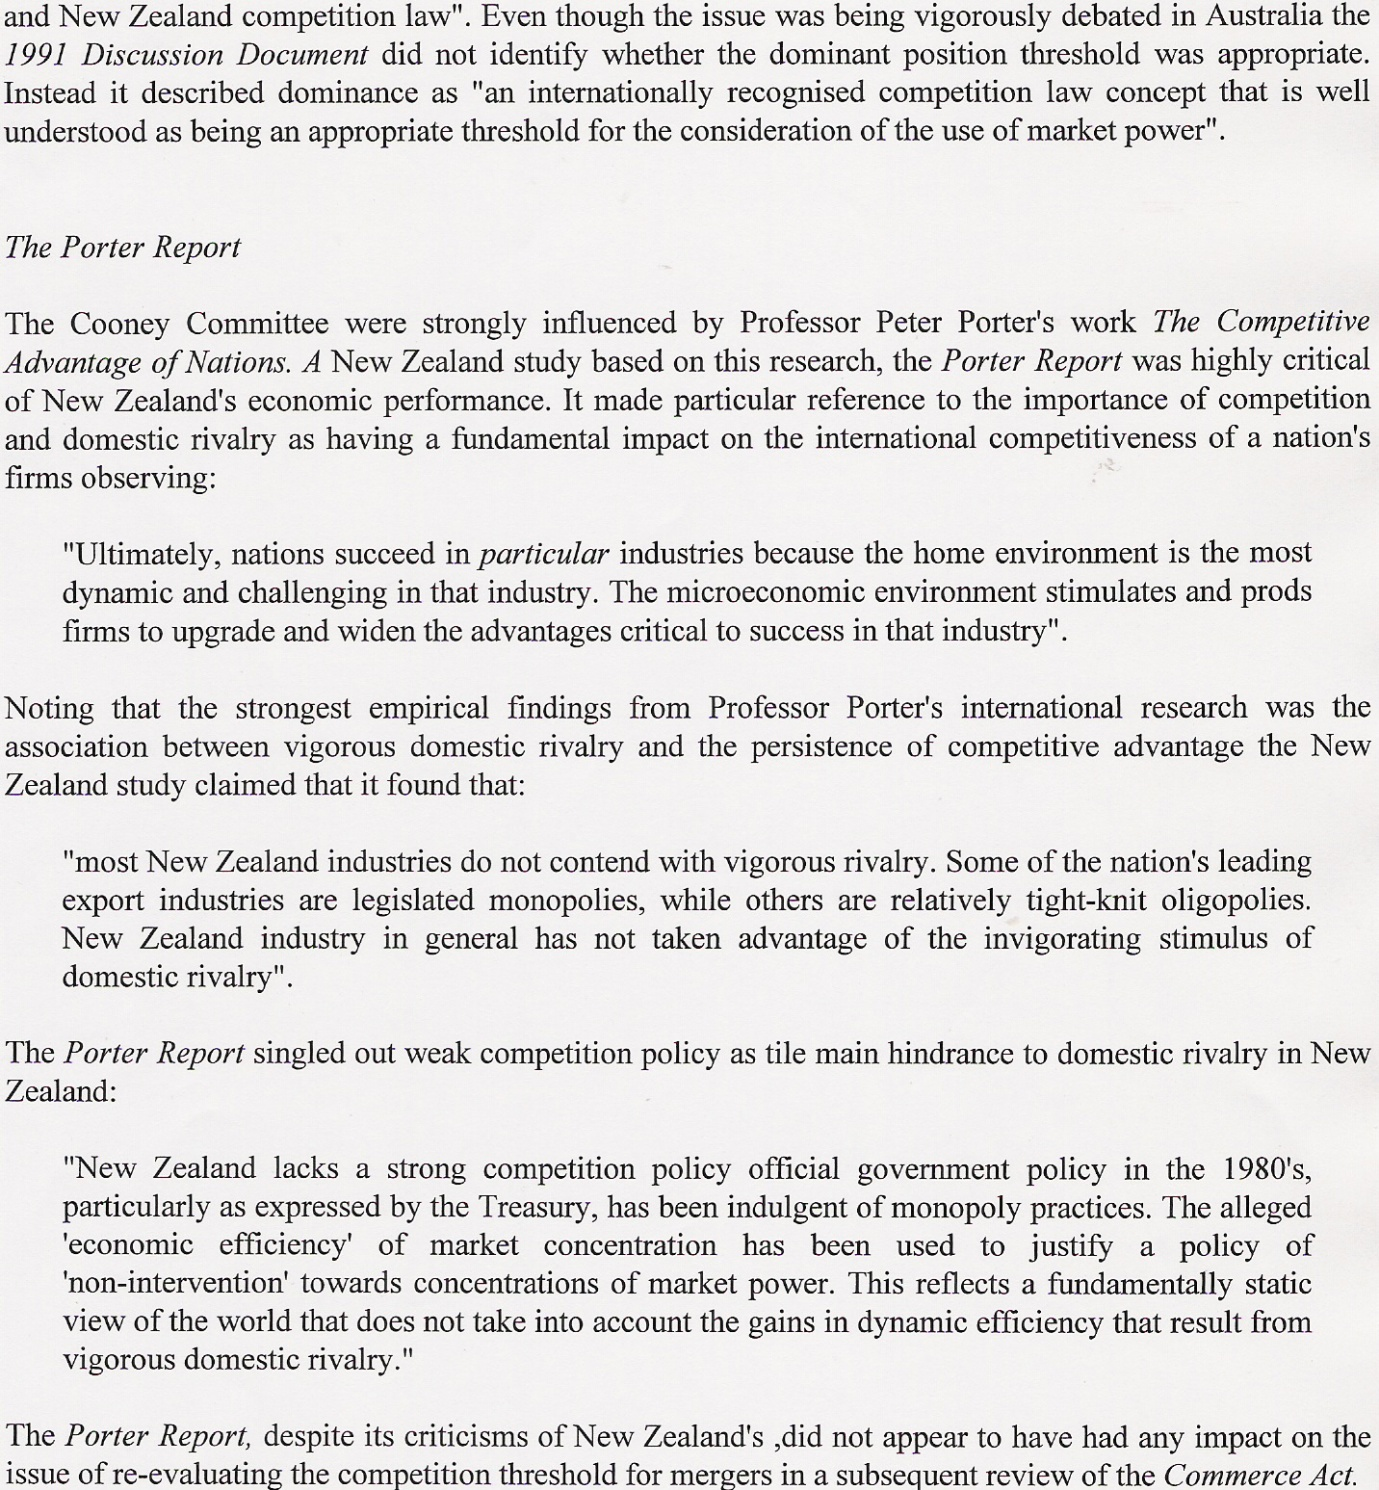 and New Zealand competition law". Even though the issue was being vigorously debated in Australia the
1991 Discussion Document did not identify whether the dominant position threshold was appropriate.
Instead it described dominance as "an internationally recognised competition law concept that is well
understood as being an appropriate threshold for the consideration of the use of market power".
The Porter Report
The Cooney Committee were strongly influenced by Professor Peter Porter's work The Competitive
Advantage of Nations. A New Zealand study based on this research, the Porter Report was highly critical
of New Zealand's economic performance. It made particular reference to the importance of competition
and domestic rivalry as having a fundamental impact on the international competitiveness of a nation's
firms observing:
"Ultimately, nations succeed in particular industries because the home environment is the most
dynamic and challenging in that industry. The microeconomic environment stimulates and prods
firms to upgrade and widen the advantages critical to success in that industry".
Noting that the strongest empirical findings from Professor Porter's international research was the
association between vigorous domestic rivalry and the persistence of competitive advantage the New
Zealand study claimed that it found that:
"most New Zealand industries do not contend with vigorous rivalry. Some of the nation's leading
export industries are legislated monopolies, while others are relatively tight-knit oligopolies.
New Zealand industry in general has not taken advantage of the invigorating stimulus of
domestic rivalry".
The Porter Report singled out weak competition policy as tile main hindrance to domestic rivalry in New
Zealand:
"New Zealand lacks a strong competition policy official government policy in the 1980's,
particularly as expressed by the Treasury, has been indulgent of monopoly practices. The alleged
'economic efficiency' of market concentration has been used to justify a policy of
'non-intervention' towards concentrations of market power. This reflects a fundamentally static
view of the world that does not take into account the gains in dynamic efficiency that result from
vigorous domestic rivalry."
The Porter Report, despite its criticisms of New Zealand's ,did not appear to have had any impact on the
issue of re-evaluating the competition threshold for mergers in a subsequent review of the Commerce Act.